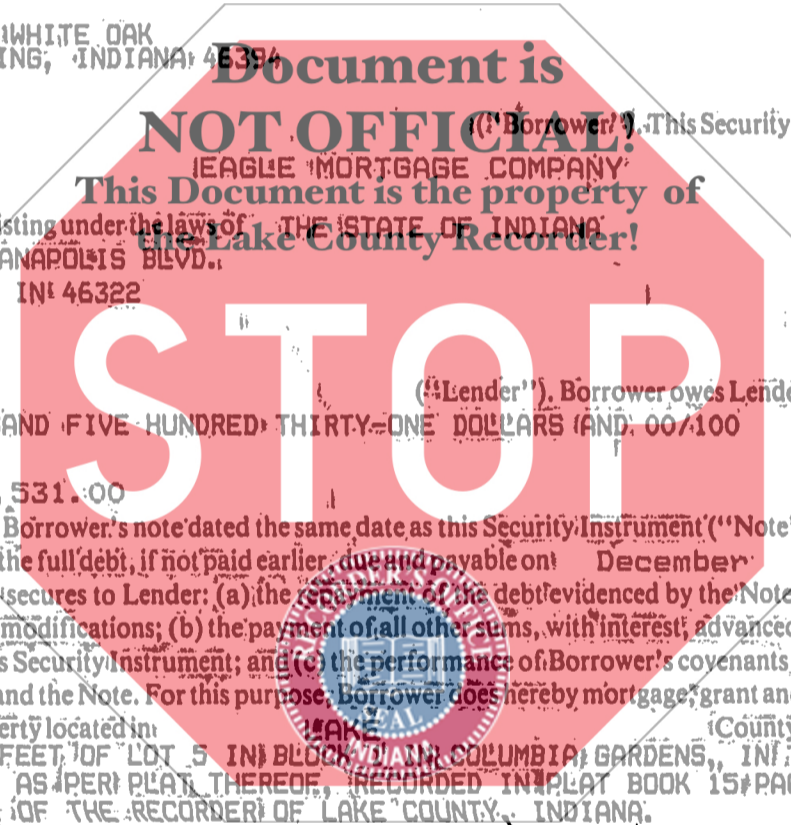 WHITE OAK
ING, INDIANA 46394
Document is
NOT OFFICIAL!
("Borrower"). This Security
EAGLE MORTGAGE COMPANY
This Document is the property of
isting under the laws of THE STATE OF INDIANA
the Lake County Recorder!
ANAPOLIS BLVD.
IN 46322
STOP
("Lender"). Borrower owes Lende
AND FIVE HUNDRED THIRTY-ONE DOLLARS AND 00/100
,531.00
Borrower's note dated the same date as this Security Instrument ("Note"
the full debt, if not paid earlier, due and payable on December
secures to Lender: (a) the repayment of the debt evidenced by the Note
modifications; (b) the payment of all other sums, with interest, advanced
s Security Instrument; and (c) the performance of Borrower's covenants
and the Note. For this purpose, Borrower does hereby mortgage, grant and
erty located in LAKE County
FEET OF LOT 5 IN BLOCK IN COLUMBIA GARDENS, IN
AS PER PLAT THEREOF, RECORDED IN PLAT BOOK 15 PAG
OF THE RECORDER OF LAKE COUNTY, INDIANA.
RECORDER'S OFFICE
SEAL
INDIANA